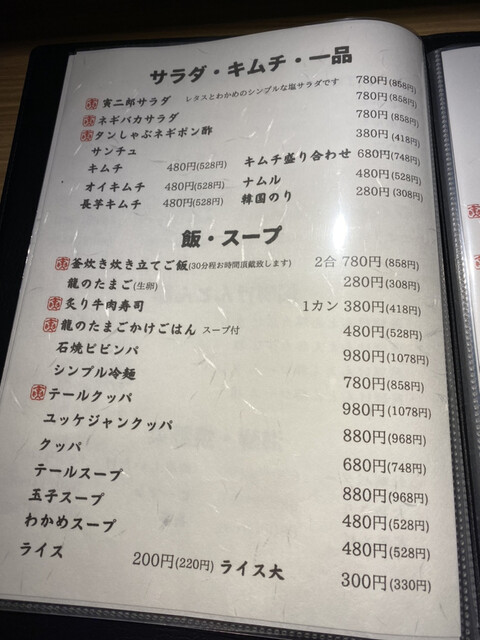 サラダ・キムチ・一品
寅二郎サラダ レタスとわかめのシンプルな塩サラダです 780円(858円)
ネギバカサラダ 780円(858円)
タンしゃぶネギポン酢 780円(858円)
サンチュ 380円(418円)
キムチ 480円(528円) キムチ盛り合わせ 680円(748円)
オイキムチ 480円(528円) ナムル 480円(528円)
長芋キムチ 480円(528円) 韓国のり 280円(308円)
飯・スープ
釜炊き炊き立てご飯(30分程お時間頂戴致します) 2合 780円(858円)
龍のたまご(生卵) 280円(308円)
炙り牛肉寿司 1カン 380円(418円)
龍のたまごかけごはん スープ付 480円(528円)
石焼ビビンバ 980円(1078円)
シンプル冷麺 780円(858円)
テールクッパ 980円(1078円)
ユッケジャンクッパ 880円(968円)
クッパ 680円(748円)
テールスープ 880円(968円)
玉子スープ 480円(528円)
わかめスープ 480円(528円)
ライス 200円(220円) ライス大 300円(330円)